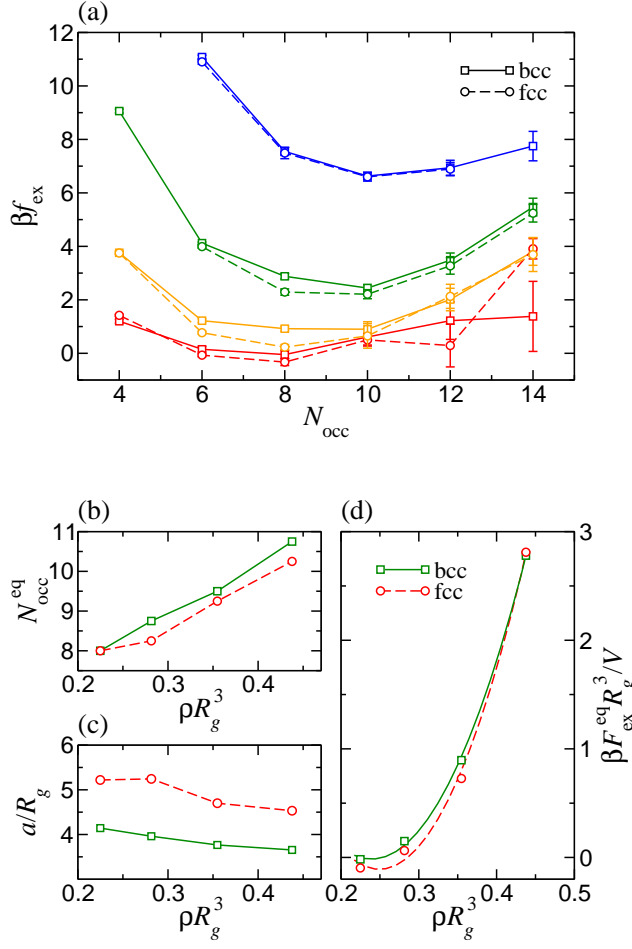 (a)
12
10
8
6
4
2
0
βf_ex
bcc
fcc
4 6 8 10 12 14
N_occ
(b)
11
10
9
8
N_occ^eq
0.2 0.3 0.4
ρR_g^3
(c)
6
5
4
a/R_g
0.2 0.3 0.4
ρR_g^3
(d)
bcc
fcc
3
2
1
0
βF_ex^eq R_g^3/V
0.2 0.3 0.4 0.5
ρR_g^3